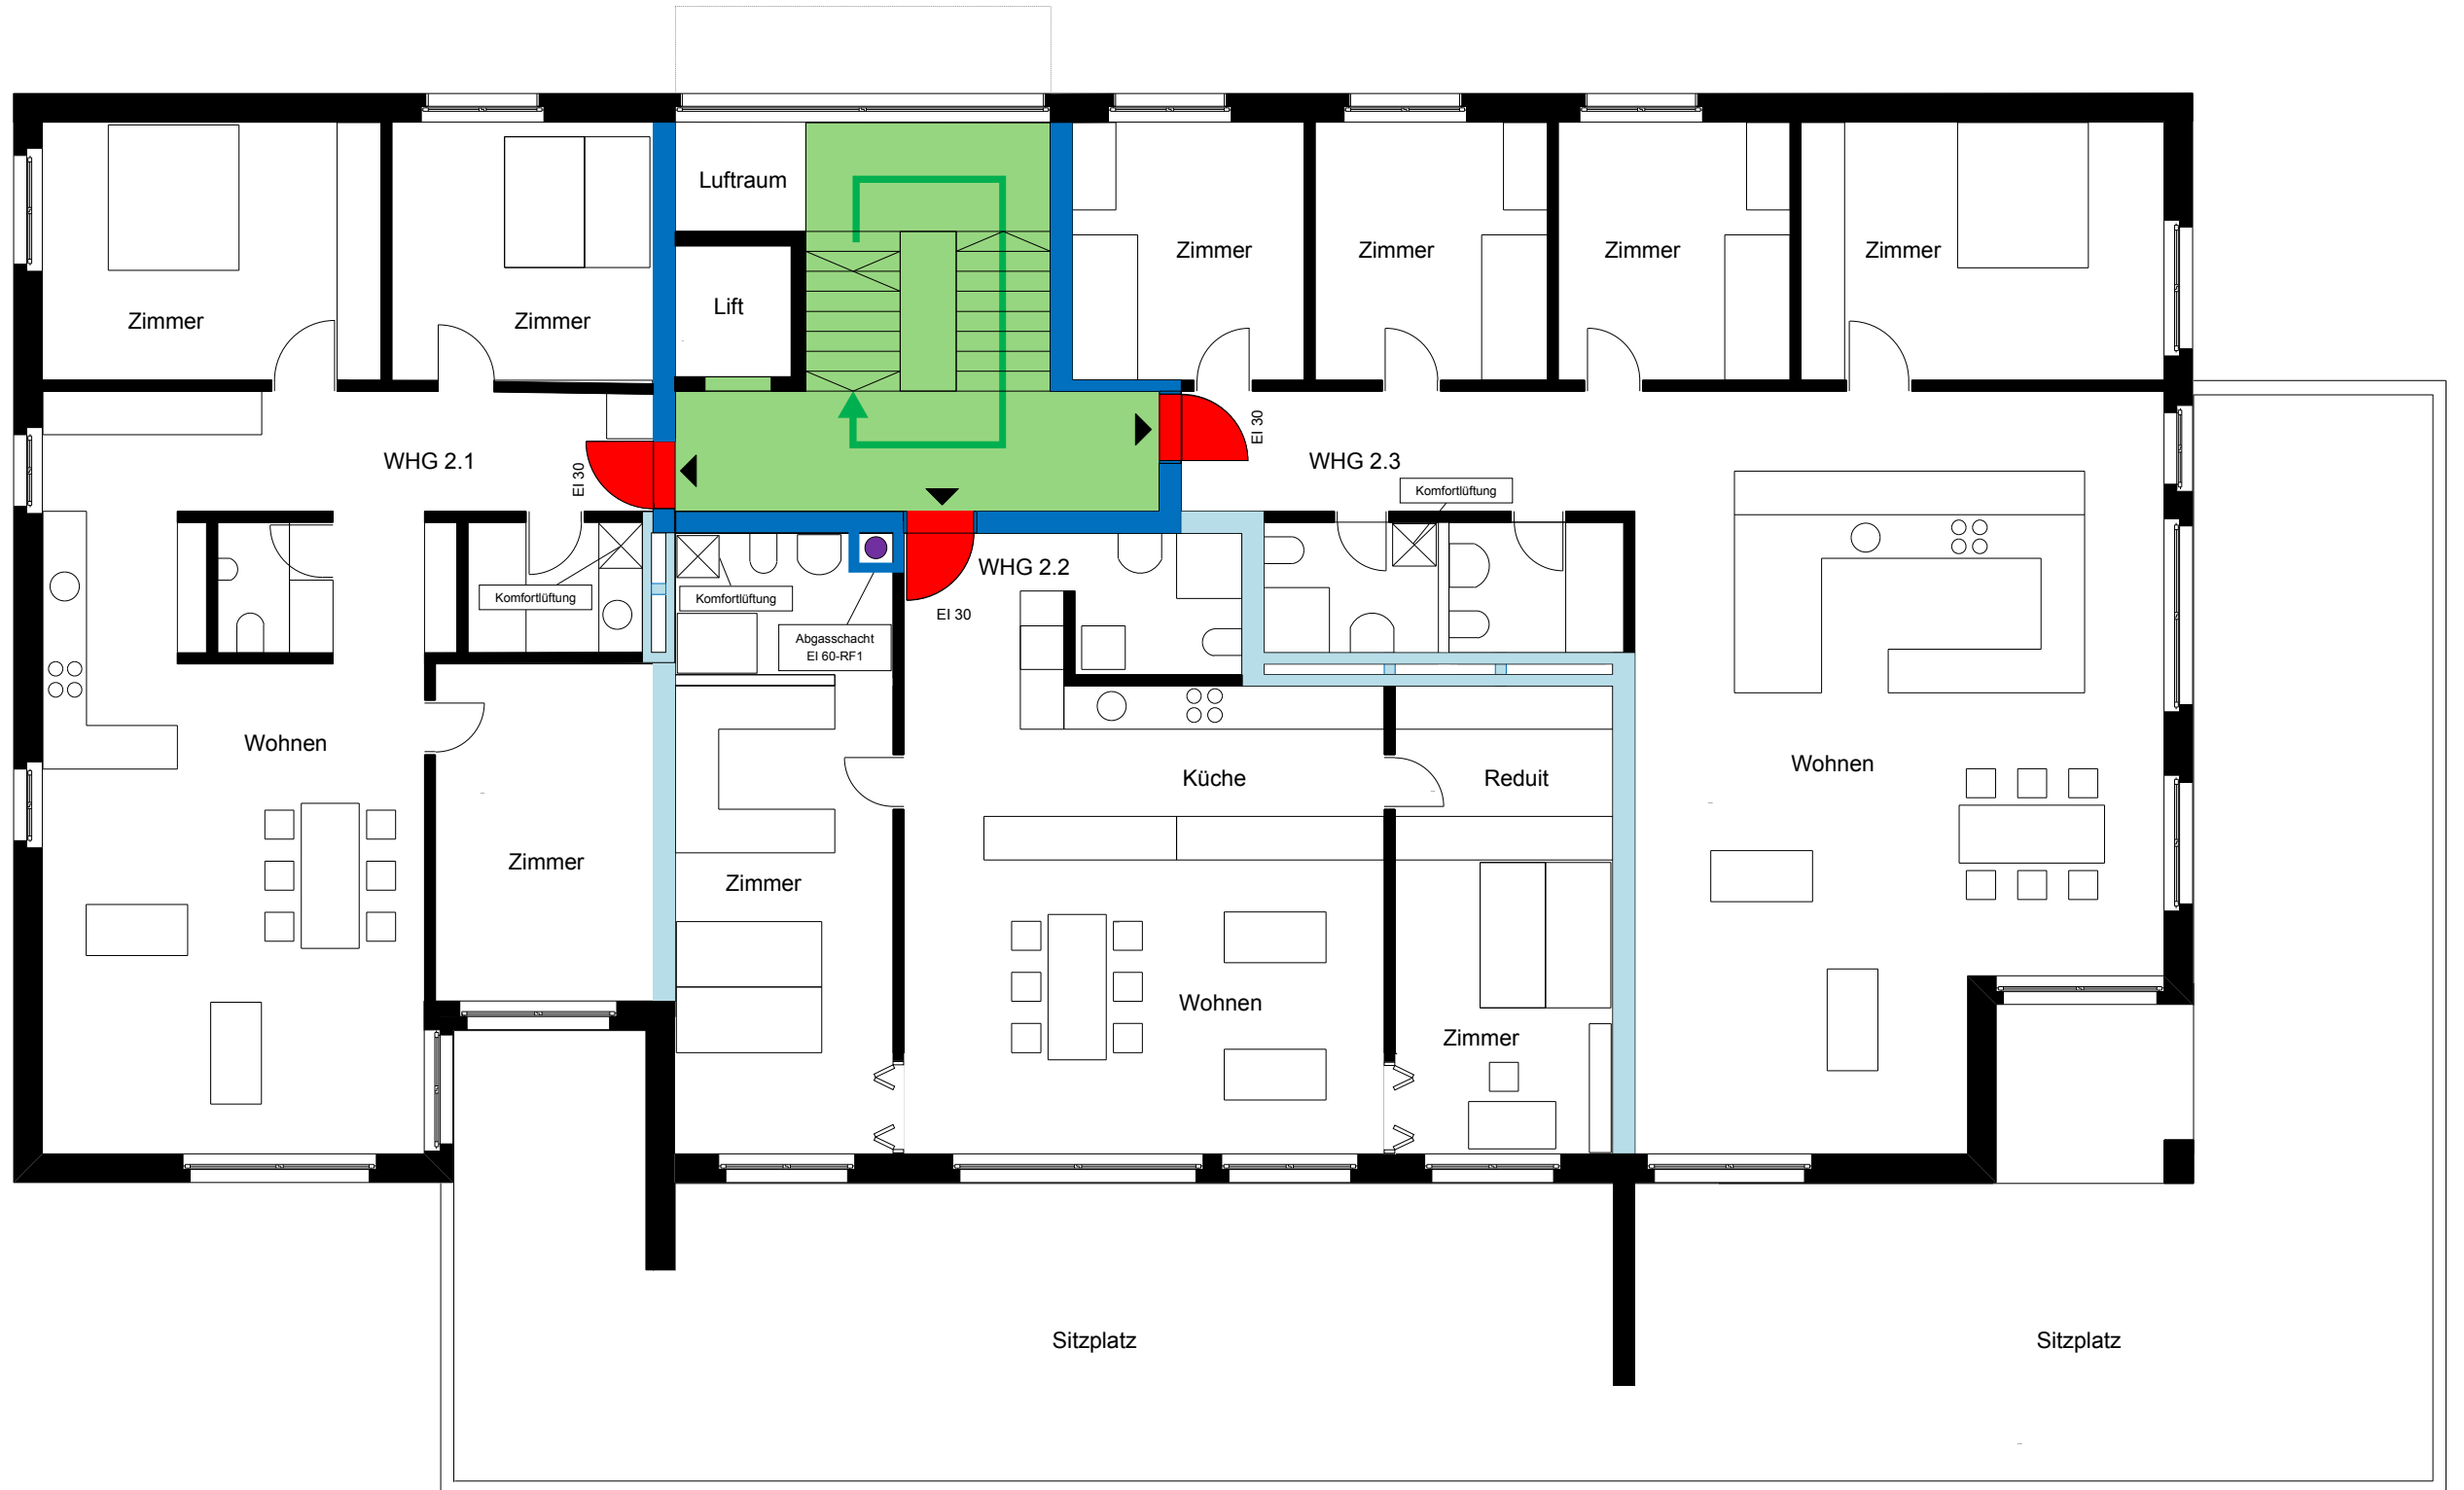 Luftraum
Zimmer
Zimmer
Zimmer
Zimmer
Lift
Zimmer
Zimmer
EI 30
WHG 2.1
WHG 2.3
EI 30
Komfortlüftung
WHG 2.2
Komfortlüftung
Komfortlüftung
EI 30
Abgasschacht
EI 60-RF1
Wohnen
Wohnen
Küche
Reduit
Zimmer
Zimmer
Wohnen
Zimmer
Sitzplatz
Sitzplatz